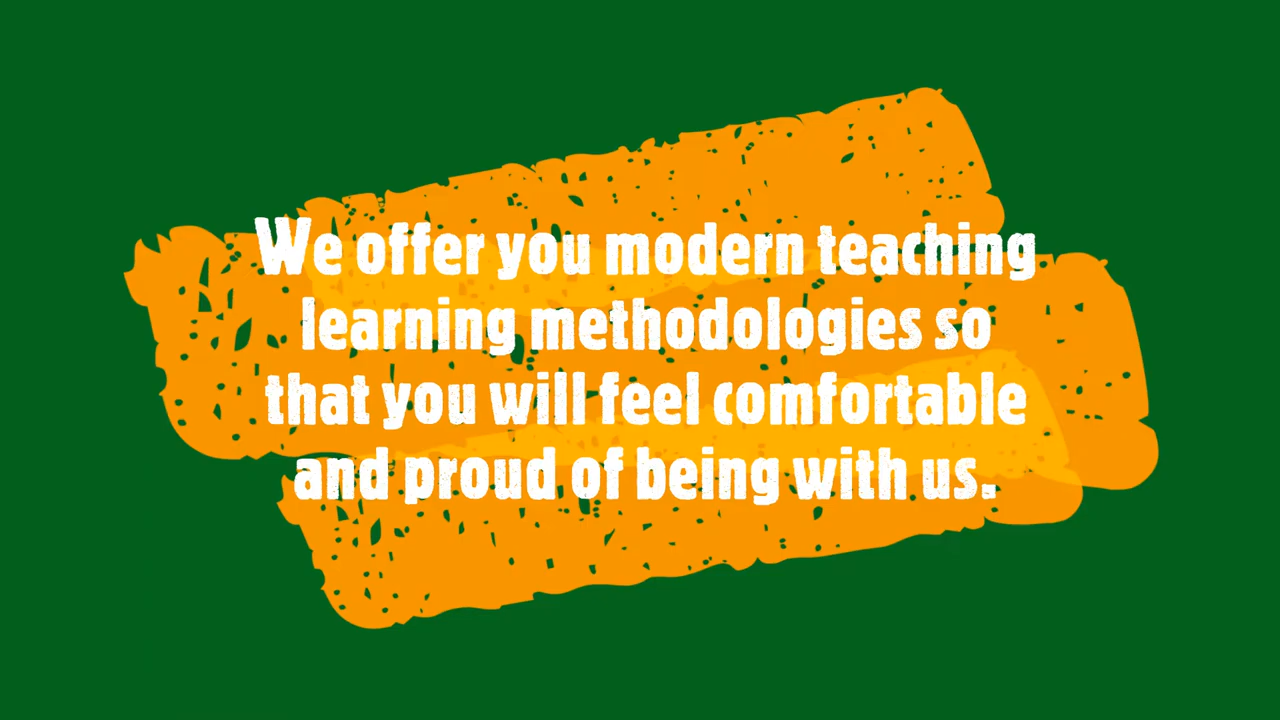 We offer you modern teaching
learning methodologies so
that you will feel comfortable
and proud of being with us.